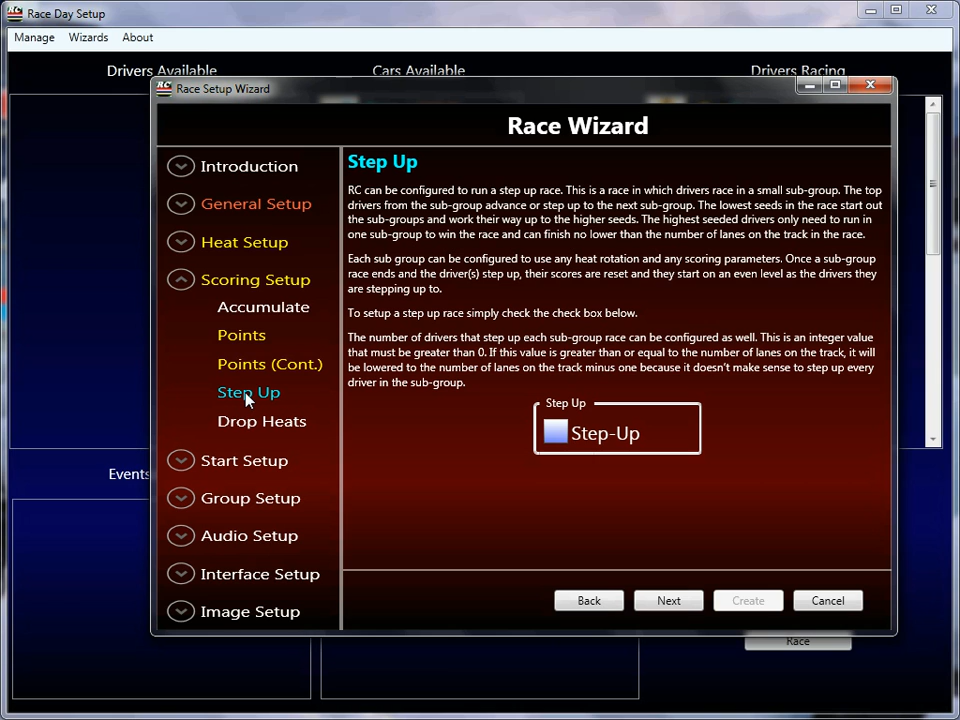 RC Race Day Setup
Manage Wizards About
Drivers Available Cars Available Drivers Racing
RC Race Setup Wizard
Race Wizard
Introduction
General Setup
Heat Setup
Scoring Setup
Accumulate
Points
Points (Cont.)
Step Up
Drop Heats
Start Setup
Group Setup
Audio Setup
Interface Setup
Image Setup
Step Up
RC can be configured to run a step up race. This is a race in which drivers race in a small sub-group. The top
drivers from the sub-group advance or step up to the next sub-group. The lowest seeds in the race start out
the sub-groups and work their way up to the higher seeds. The highest seeded drivers only need to run in
one sub-group to win the race and can finish no lower than the number of lanes on the track in the race.
Each sub group can be configured to use any heat rotation and any scoring parameters. Once a sub-group
race ends and the driver(s) step up, their scores are reset and they start on an even level as the drivers they
are stepping up to.
To setup a step up race simply check the check box below.
The number of drivers that step up each sub-group race can be configured as well. This is an integer value
that must be greater than 0. If this value is greater than or equal to the number of lanes on the track, it will
be lowered to the number of lanes on the track minus one because it doesn't make sense to step up every
driver in the sub-group.
Step Up
Step-Up
Back Next Create Cancel
Events
Race